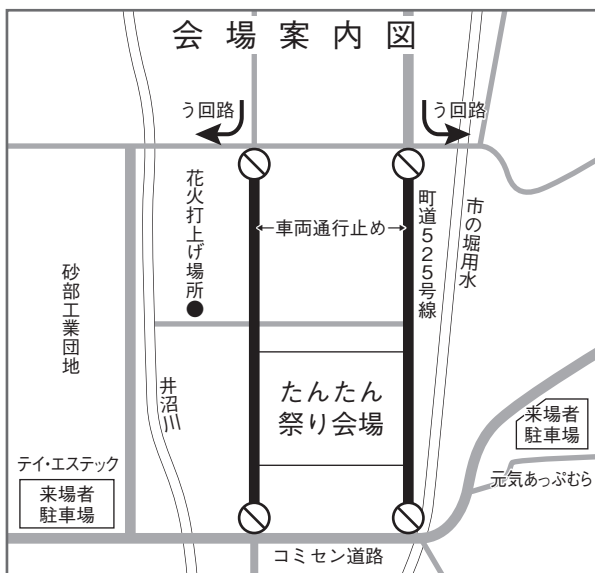 会場案内図
う回路
う回路
花火打上げ場所
←車両通行止め→
町道525号線
市の堀用水
砂部工業団地
井沼川
たんたん
祭り会場
来場者
駐車場
テイ・エステック
来場者
駐車場
元気あっぷむら
コミセン道路